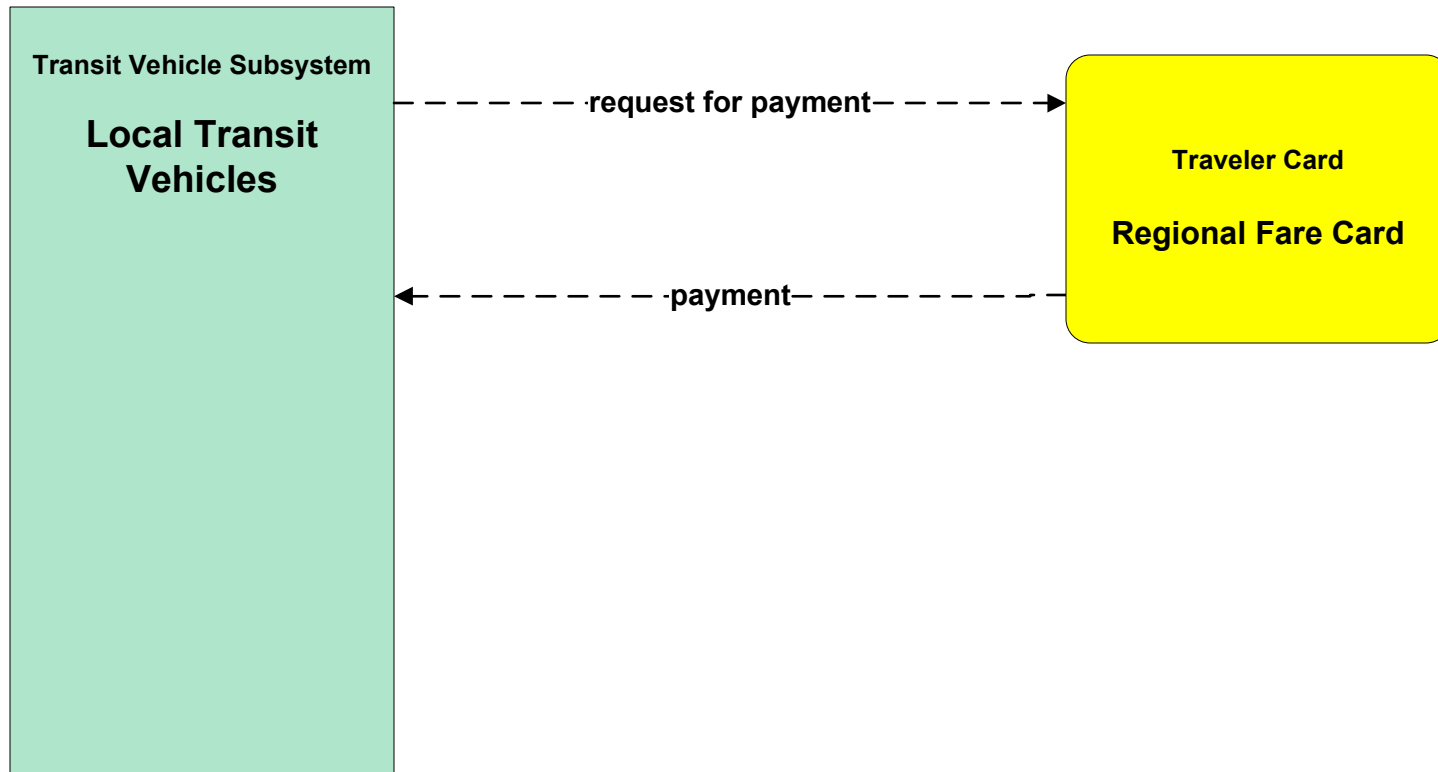 Transit Vehicle Subsystem
Local Transit
Vehicles
request for payment
Traveler Card
Regional Fare Card
payment